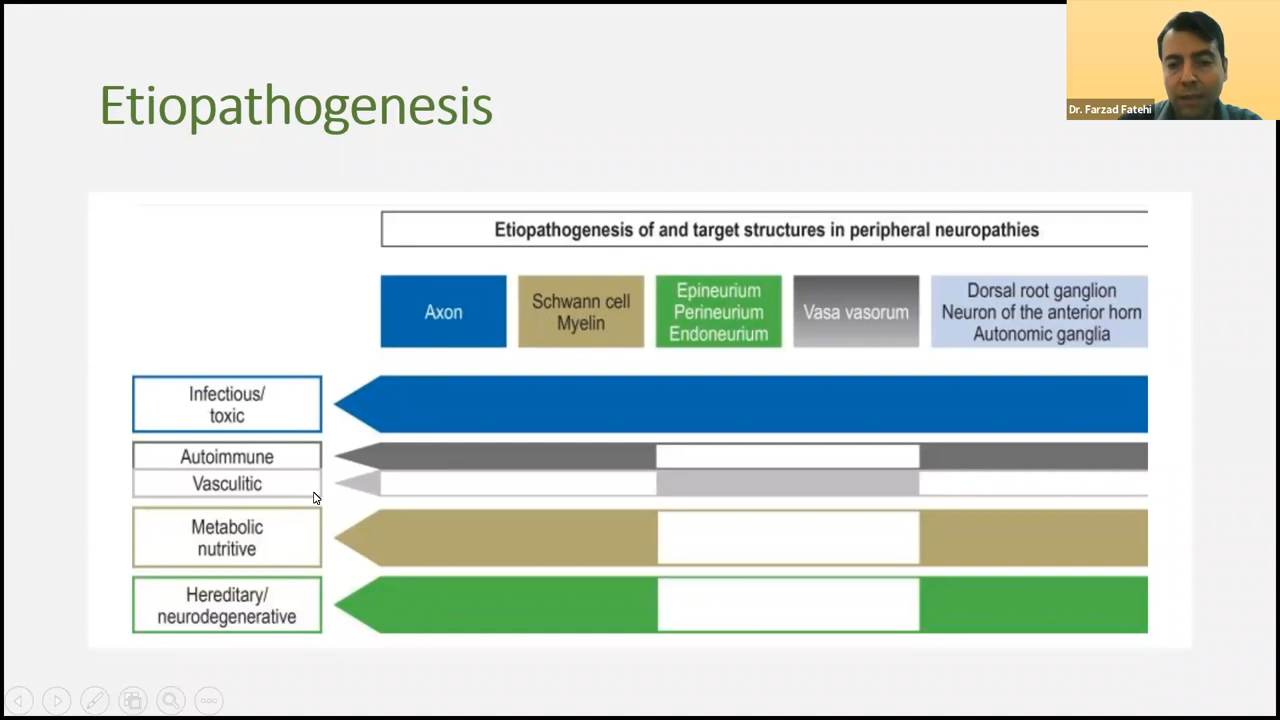 Etiopathogenesis
Dr. Farzad Fatehi
Etiopathogenesis of and target structures in peripheral neuropathies
Axon
Schwann cell
Myelin
Epineurium
Perineurium
Endoneurium
Vasa vasorum
Dorsal root ganglion
Neuron of the anterior horn
Autonomic ganglia
Infectious/
toxic
Autoimmune
Vasculitic
Metabolic
nutritive
Hereditary/
neurodegenerative